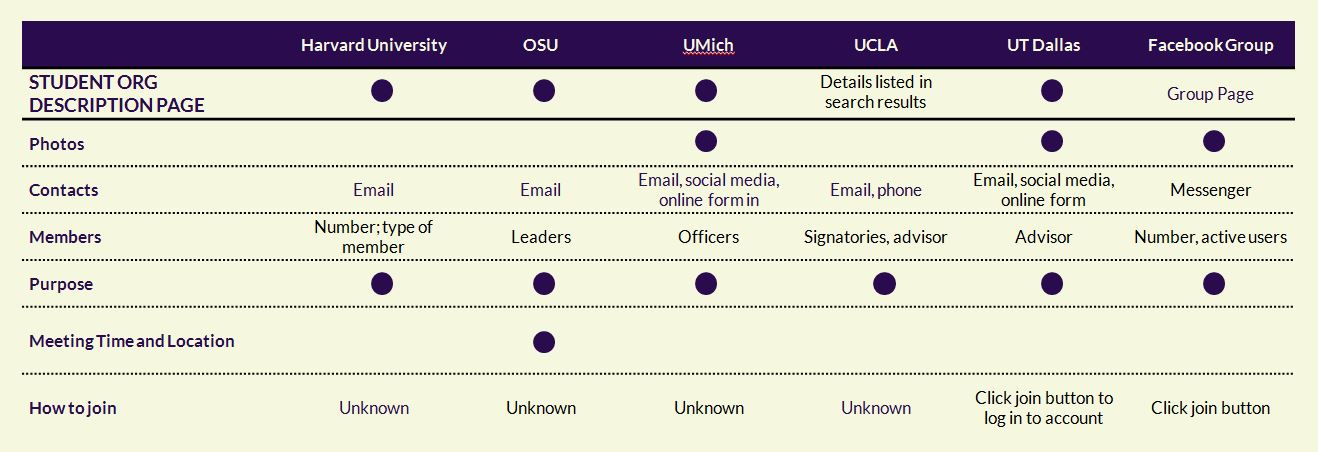 Harvard University OSU UMich UCLA UT Dallas Facebook Group
STUDENT ORG
DESCRIPTION PAGE
Details listed in
search results
Group Page
Photos
Contacts
Email
Email
Email, social media,
online form in
Email, phone
Email, social media,
online form
Messenger
Members
Number; type of
member
Leaders
Officers
Signatories, advisor
Advisor
Number, active users
Purpose
Meeting Time and Location
How to join
Unknown
Unknown
Unknown
Unknown
Click join button to
log in to account
Click join button